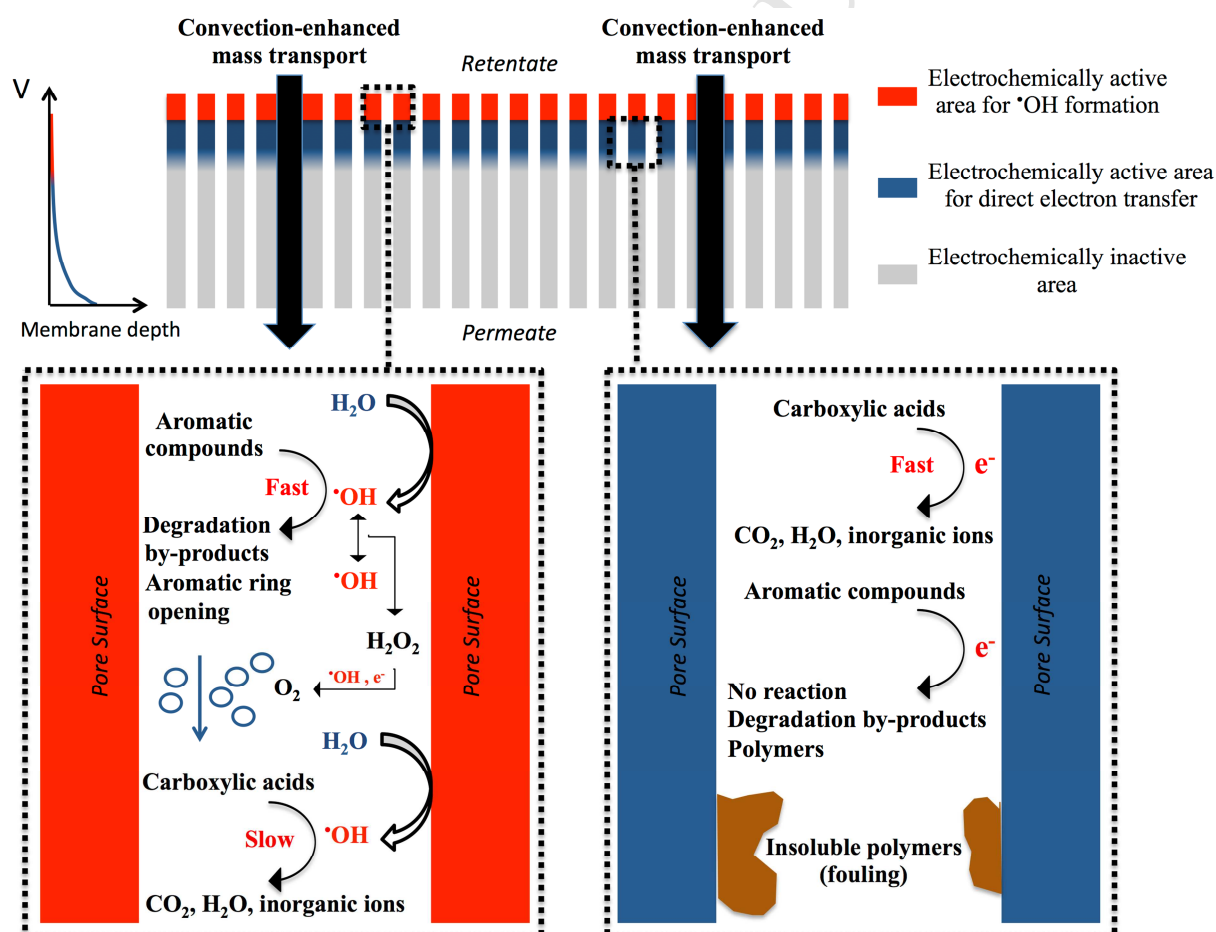 Convection-enhanced
mass transport
Convection-enhanced
mass transport
Retentate
V
Membrane depth
Permeate
Electrochemically active
area for •OH formation
Electrochemically active area
for direct electron transfer
Electrochemically inactive
area
Pore Surface
Pore Surface
H₂O
Aromatic
compounds
Fast
•OH
Degradation
by-products
Aromatic ring
opening
•OH
H₂O₂
•OH , e⁻
O₂
H₂O
Carboxylic acids
Slow
•OH
CO₂, H₂O, inorganic ions
Pore Surface
Pore Surface
Carboxylic acids
Fast
e⁻
CO₂, H₂O, inorganic ions
Aromatic compounds
e⁻
No reaction
Degradation by-products
Polymers
Insoluble polymers
(fouling)